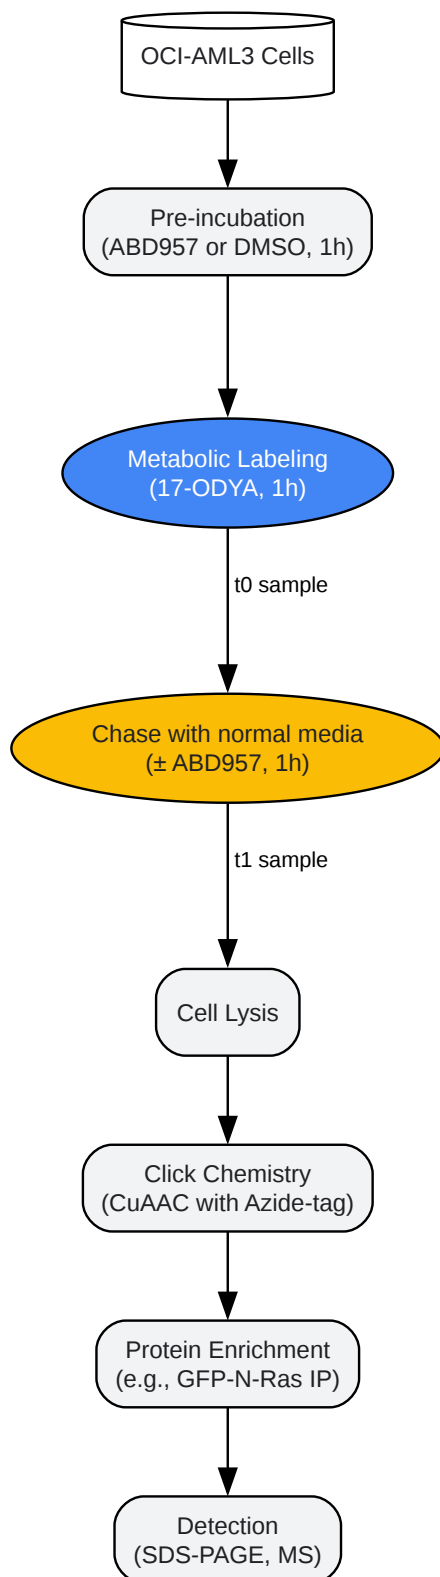 OCI-AML3 Cells
Pre-incubation
(ABD957 or DMSO, 1h)
Metabolic Labeling
(17-ODYA, 1h)
t0 sample
Chase with normal media
(± ABD957, 1h)
t1 sample
Cell Lysis
Click Chemistry
(CuAAC with Azide-tag)
Protein Enrichment
(e.g., GFP-N-Ras IP)
Detection
(SDS-PAGE, MS)